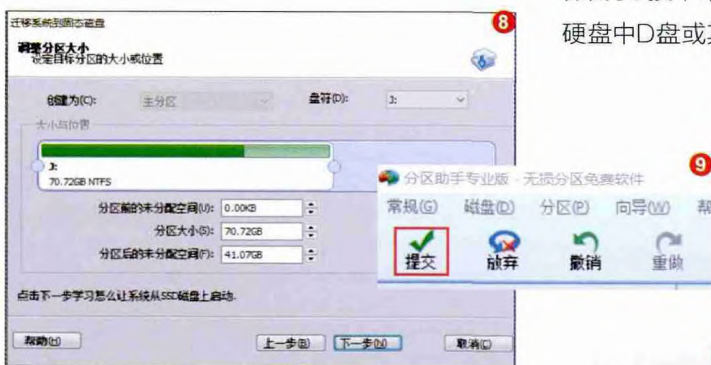 硬盘中D盘或
迁移系统到固态磁盘
8
调整分区大小
设定目标分区的大小或位置
创建为(C): 主分区 盘符(D): J:
大小与位置
J:
70.72GB NTFS
分区前的未分配空间(U): 0.00KB
分区大小(S): 70.72GB
分区后的未分配空间(F): 41.07GB
点击下一步学习怎么让系统从SSD磁盘上启动.
帮助(H) 上一步(B) 下一步(N) 取消(C)
9
分区助手专业版 - 无损分区免费软件
常规(G) 磁盘(D) 分区(P) 向导(W) 帮
提交 放弃 撤销 重做